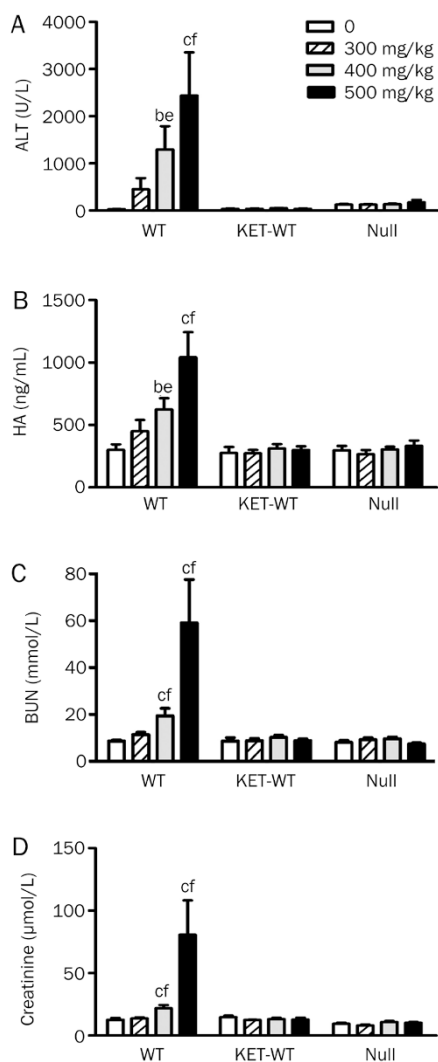 A
0
300 mg/kg
400 mg/kg
500 mg/kg
ALT (U/L)
4000
3000
2000
1000
0
be
cf
WT
KET-WT
Null
B
HA (ng/mL)
1500
1000
500
0
be
cf
WT
KET-WT
Null
C
BUN (mmol/L)
80
60
40
20
0
cf
cf
WT
KET-WT
Null
D
Creatinine (μmol/L)
150
100
50
0
cf
cf
WT
KET-WT
Null